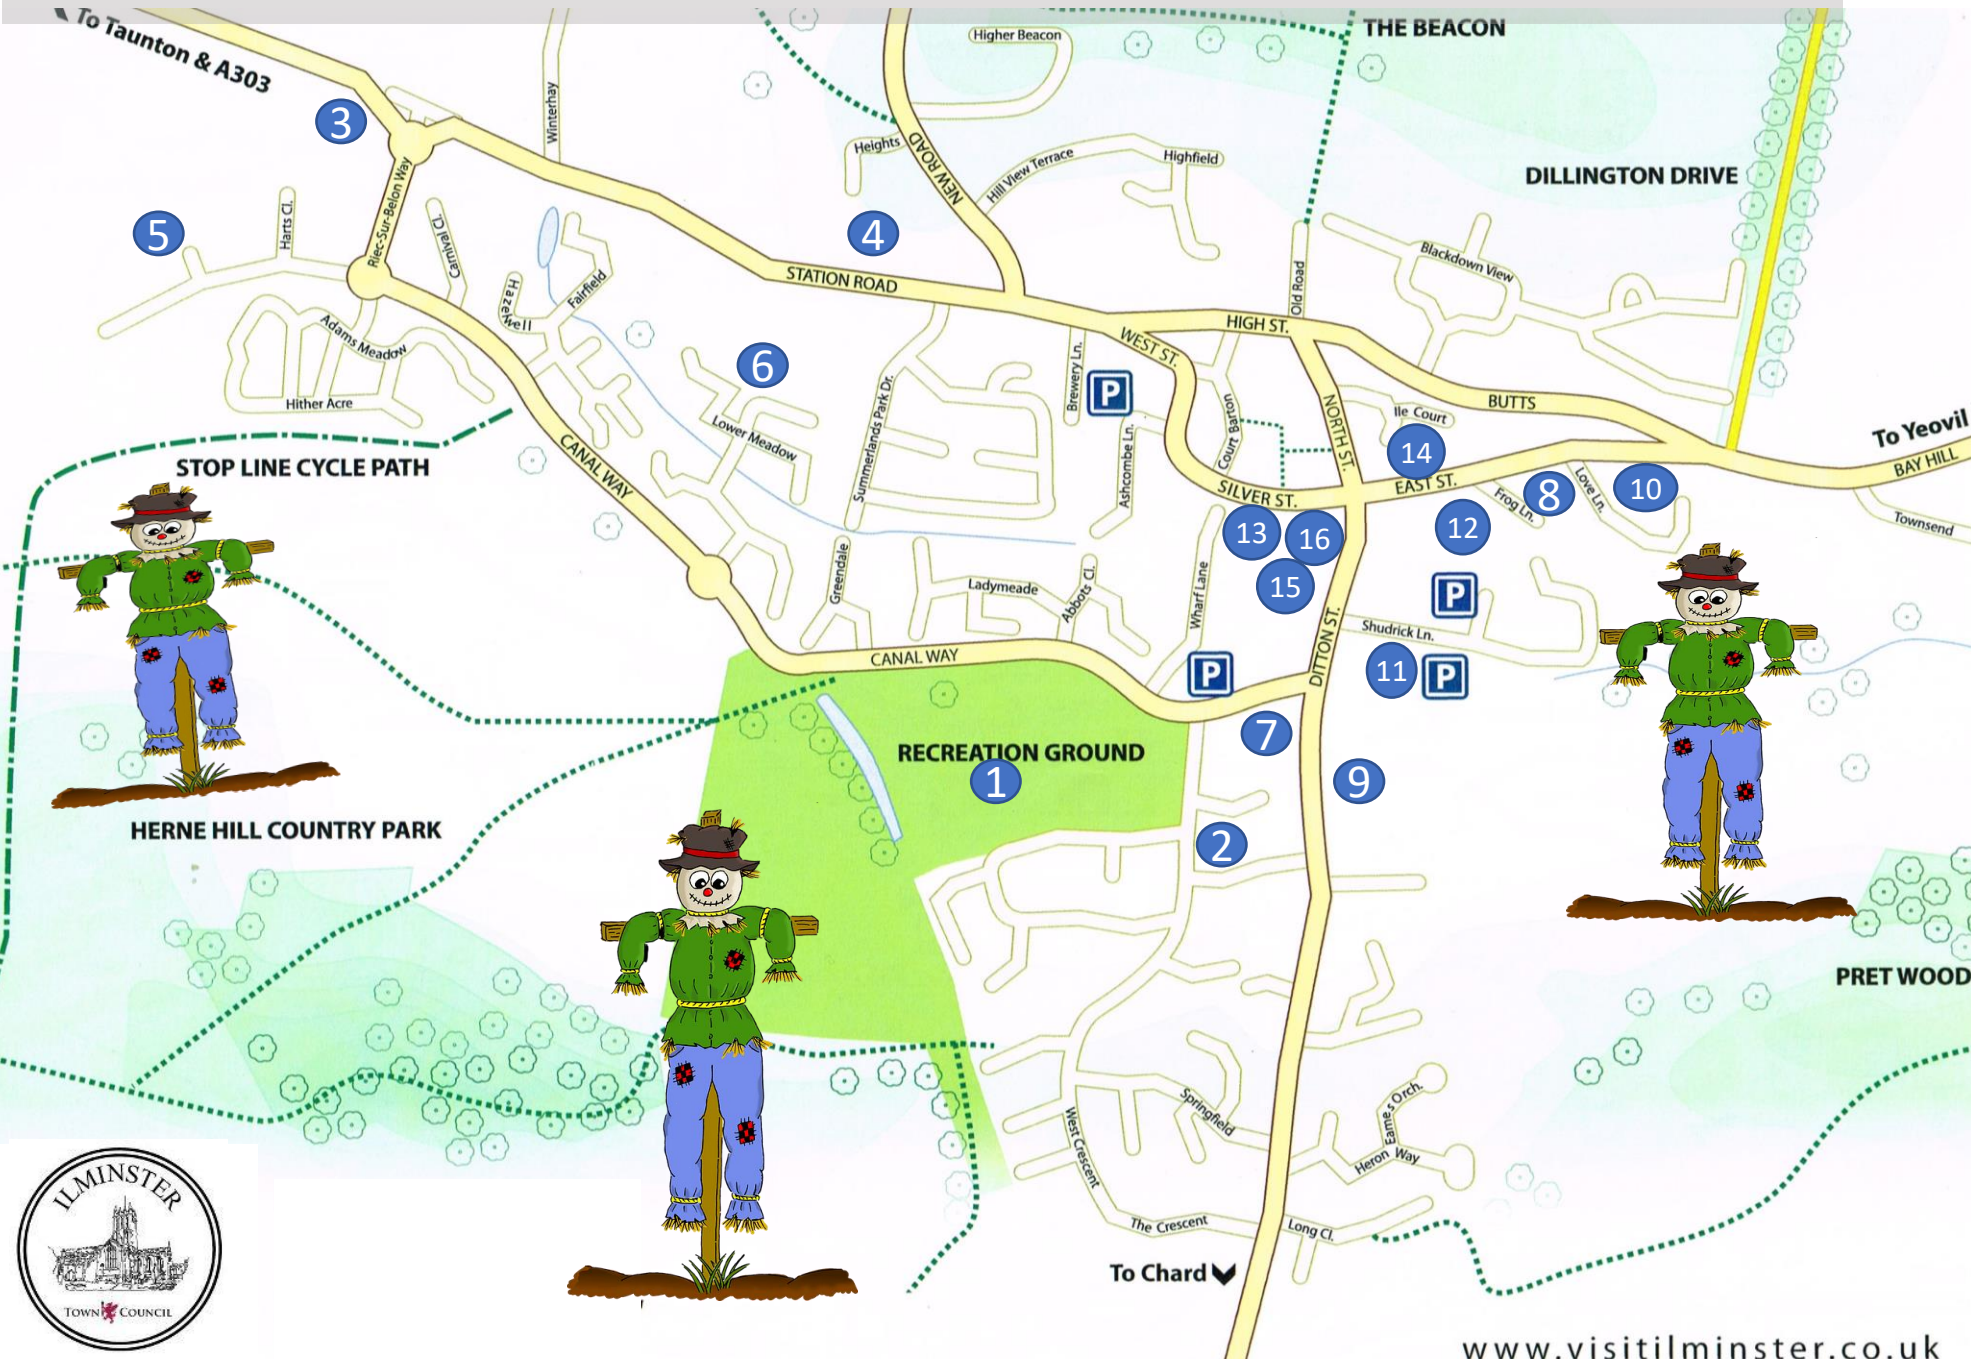 To Taunton & A303
Higher Beacon
THE BEACON
Winterhay
3
Heights
NEW ROAD
Hill View Terrace
Highfield
DILLINGTON DRIVE
Riec-Sur-Belon Way
Harts Cl.
Carnival Cl.
5
4
Hazelwell
Fairfield
STATION ROAD
Old Road
Blackdown View
Adams Meadow
Hither Acre
6
Lower Meadow
Summerlands Park Dr.
Brewery Ln.
P
WEST ST.
HIGH ST.
Court Barton
NORTH ST.
Ile Court
BUTTS
To Yeovil
BAY HILL
14
STOP LINE CYCLE PATH
CANAL WAY
Ashcombe Ln.
SILVER ST.
EAST ST.
Frog Ln.
8
Love Ln.
10
Townsend
13
16
12
15
P
Greendale
Ladymeade
Abbots Cl.
Wharf Lane
DITTON ST.
Shudrick Ln.
CANAL WAY
P
11
P
7
RECREATION GROUND
1
9
HERNE HILL COUNTRY PARK
2
PRET WOOD
Springfield
West Crescent
Eames Orch.
Heron Way
The Crescent
Long Cl.
To Chard
ILMINSTER
TOWN COUNCIL
www.visitilminster.co.uk